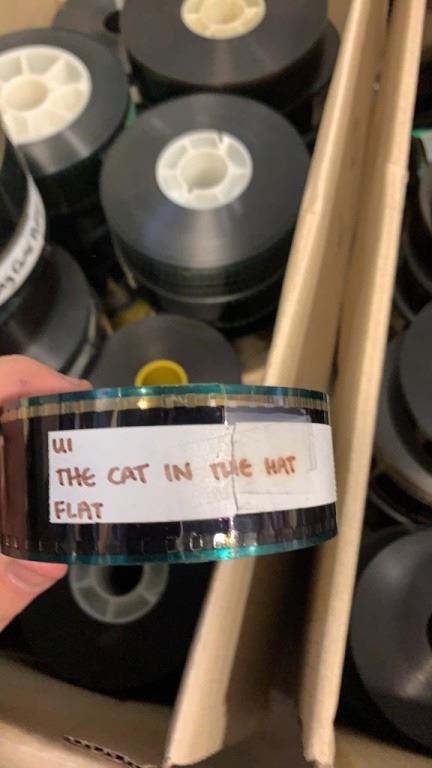 UI
THE CAT IN THE HAT
FLAT